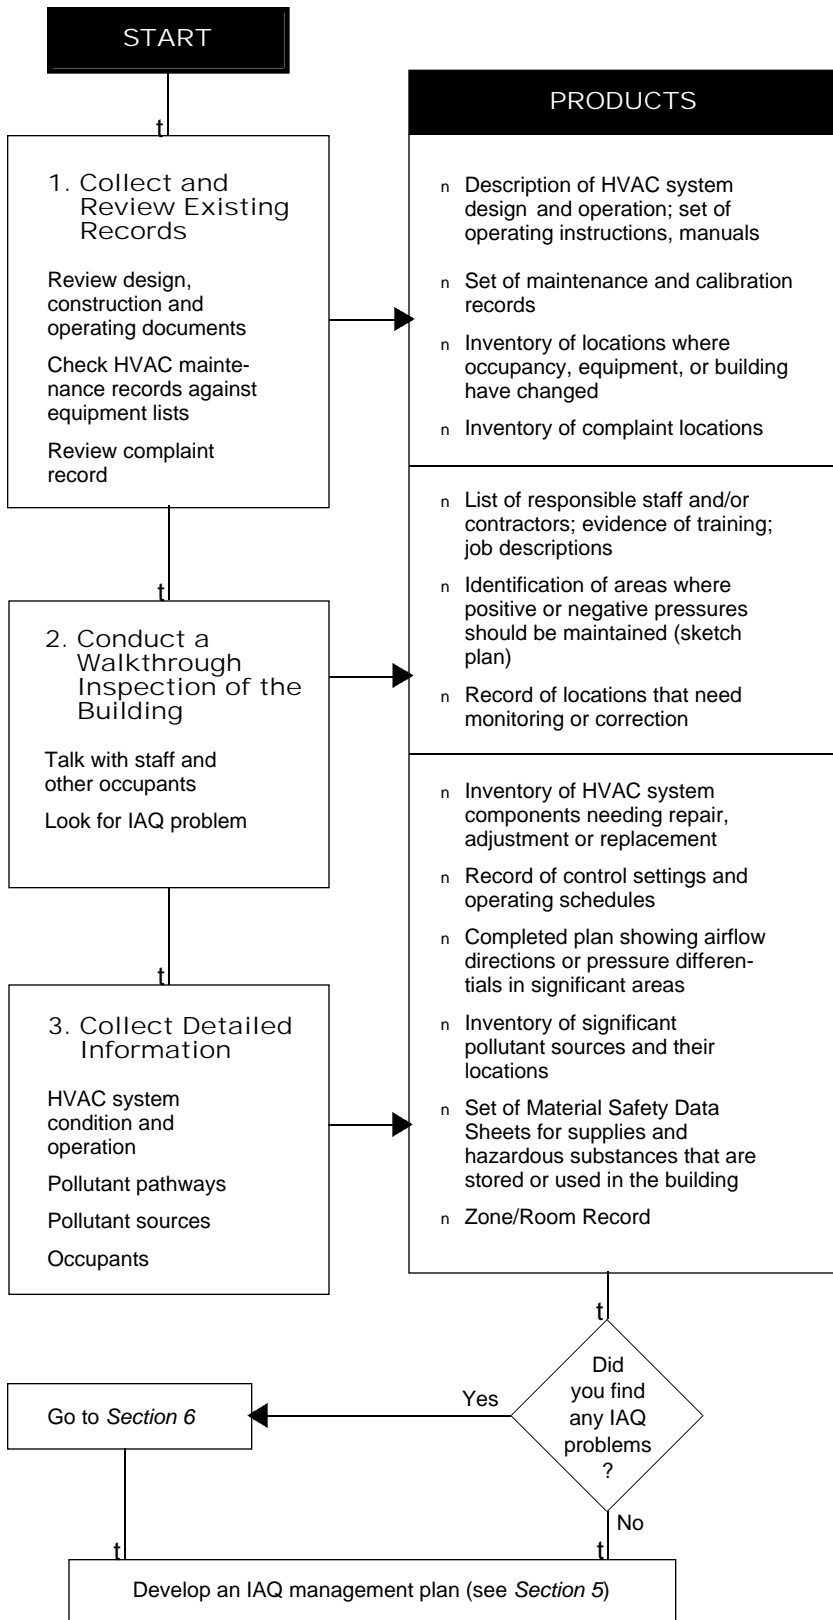 START
PRODUCTS
t
1. Collect and
Review Existing
Records
Review design,
construction and
operating documents
Check HVAC mainte-
nance records against
equipment lists
Review complaint
record
n Description of HVAC system
design and operation; set of
operating instructions, manuals
n Set of maintenance and calibration
records
n Inventory of locations where
occupancy, equipment, or building
have changed
n Inventory of complaint locations
t
2. Conduct a
Walkthrough
Inspection of the
Building
Talk with staff and
other occupants
Look for IAQ problem
n List of responsible staff and/or
contractors; evidence of training;
job descriptions
n Identification of areas where
positive or negative pressures
should be maintained (sketch
plan)
n Record of locations that need
monitoring or correction
t
3. Collect Detailed
Information
HVAC system
condition and
operation
Pollutant pathways
Pollutant sources
Occupants
n Inventory of HVAC system
components needing repair,
adjustment or replacement
n Record of control settings and
operating schedules
n Completed plan showing airflow
directions or pressure differen-
tials in significant areas
n Inventory of significant
pollutant sources and their
locations
n Set of Material Safety Data
Sheets for supplies and
hazardous substances that are
stored or used in the building
n Zone/Room Record
t
Did
you find
any IAQ
problems
?
Yes
Go to Section 6
No
t
t
Develop an IAQ management plan (see Section 5)